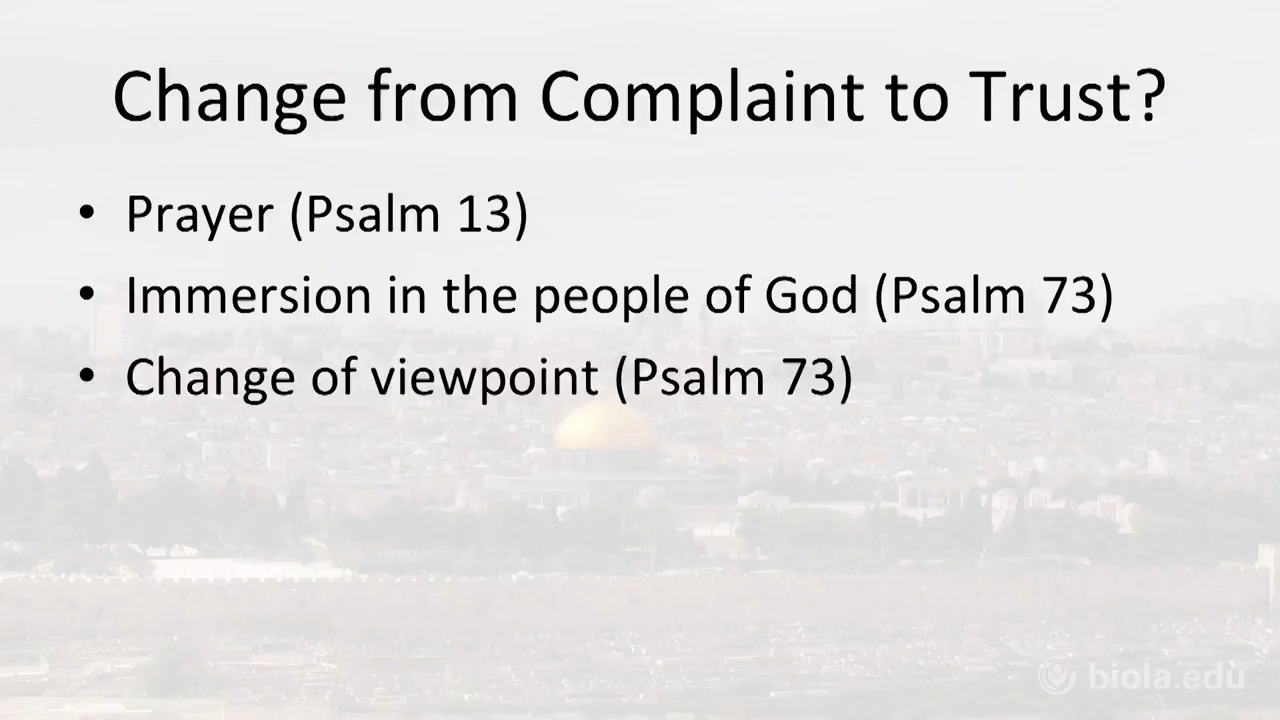 Change from Complaint to Trust?
• Prayer (Psalm 13)
• Immersion in the people of God (Psalm 73)
• Change of viewpoint (Psalm 73)
biola.edu